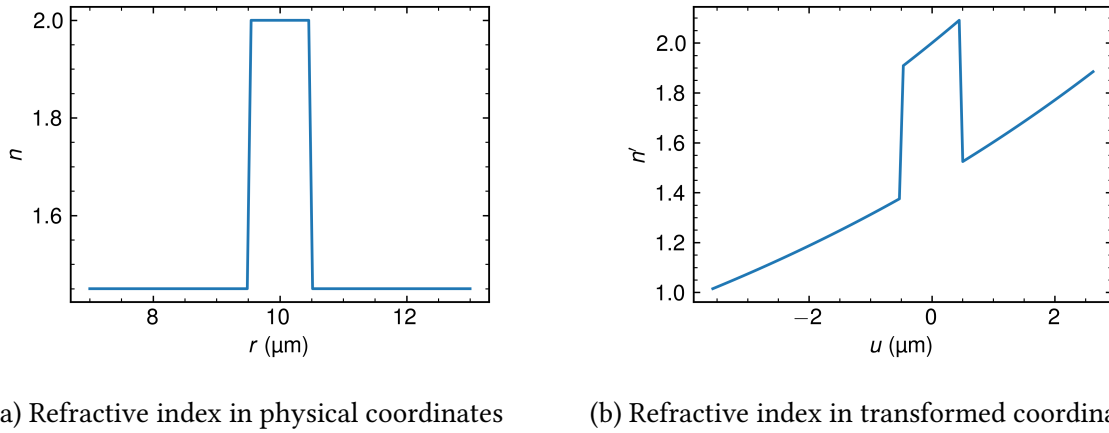 2.0
1.8
1.6
n
8
10
12
r (μm)
2.0
1.8
1.6
1.4
1.2
1.0
n′
−2
0
2
u (μm)
a) Refractive index in physical coordinates
(b) Refractive index in transformed